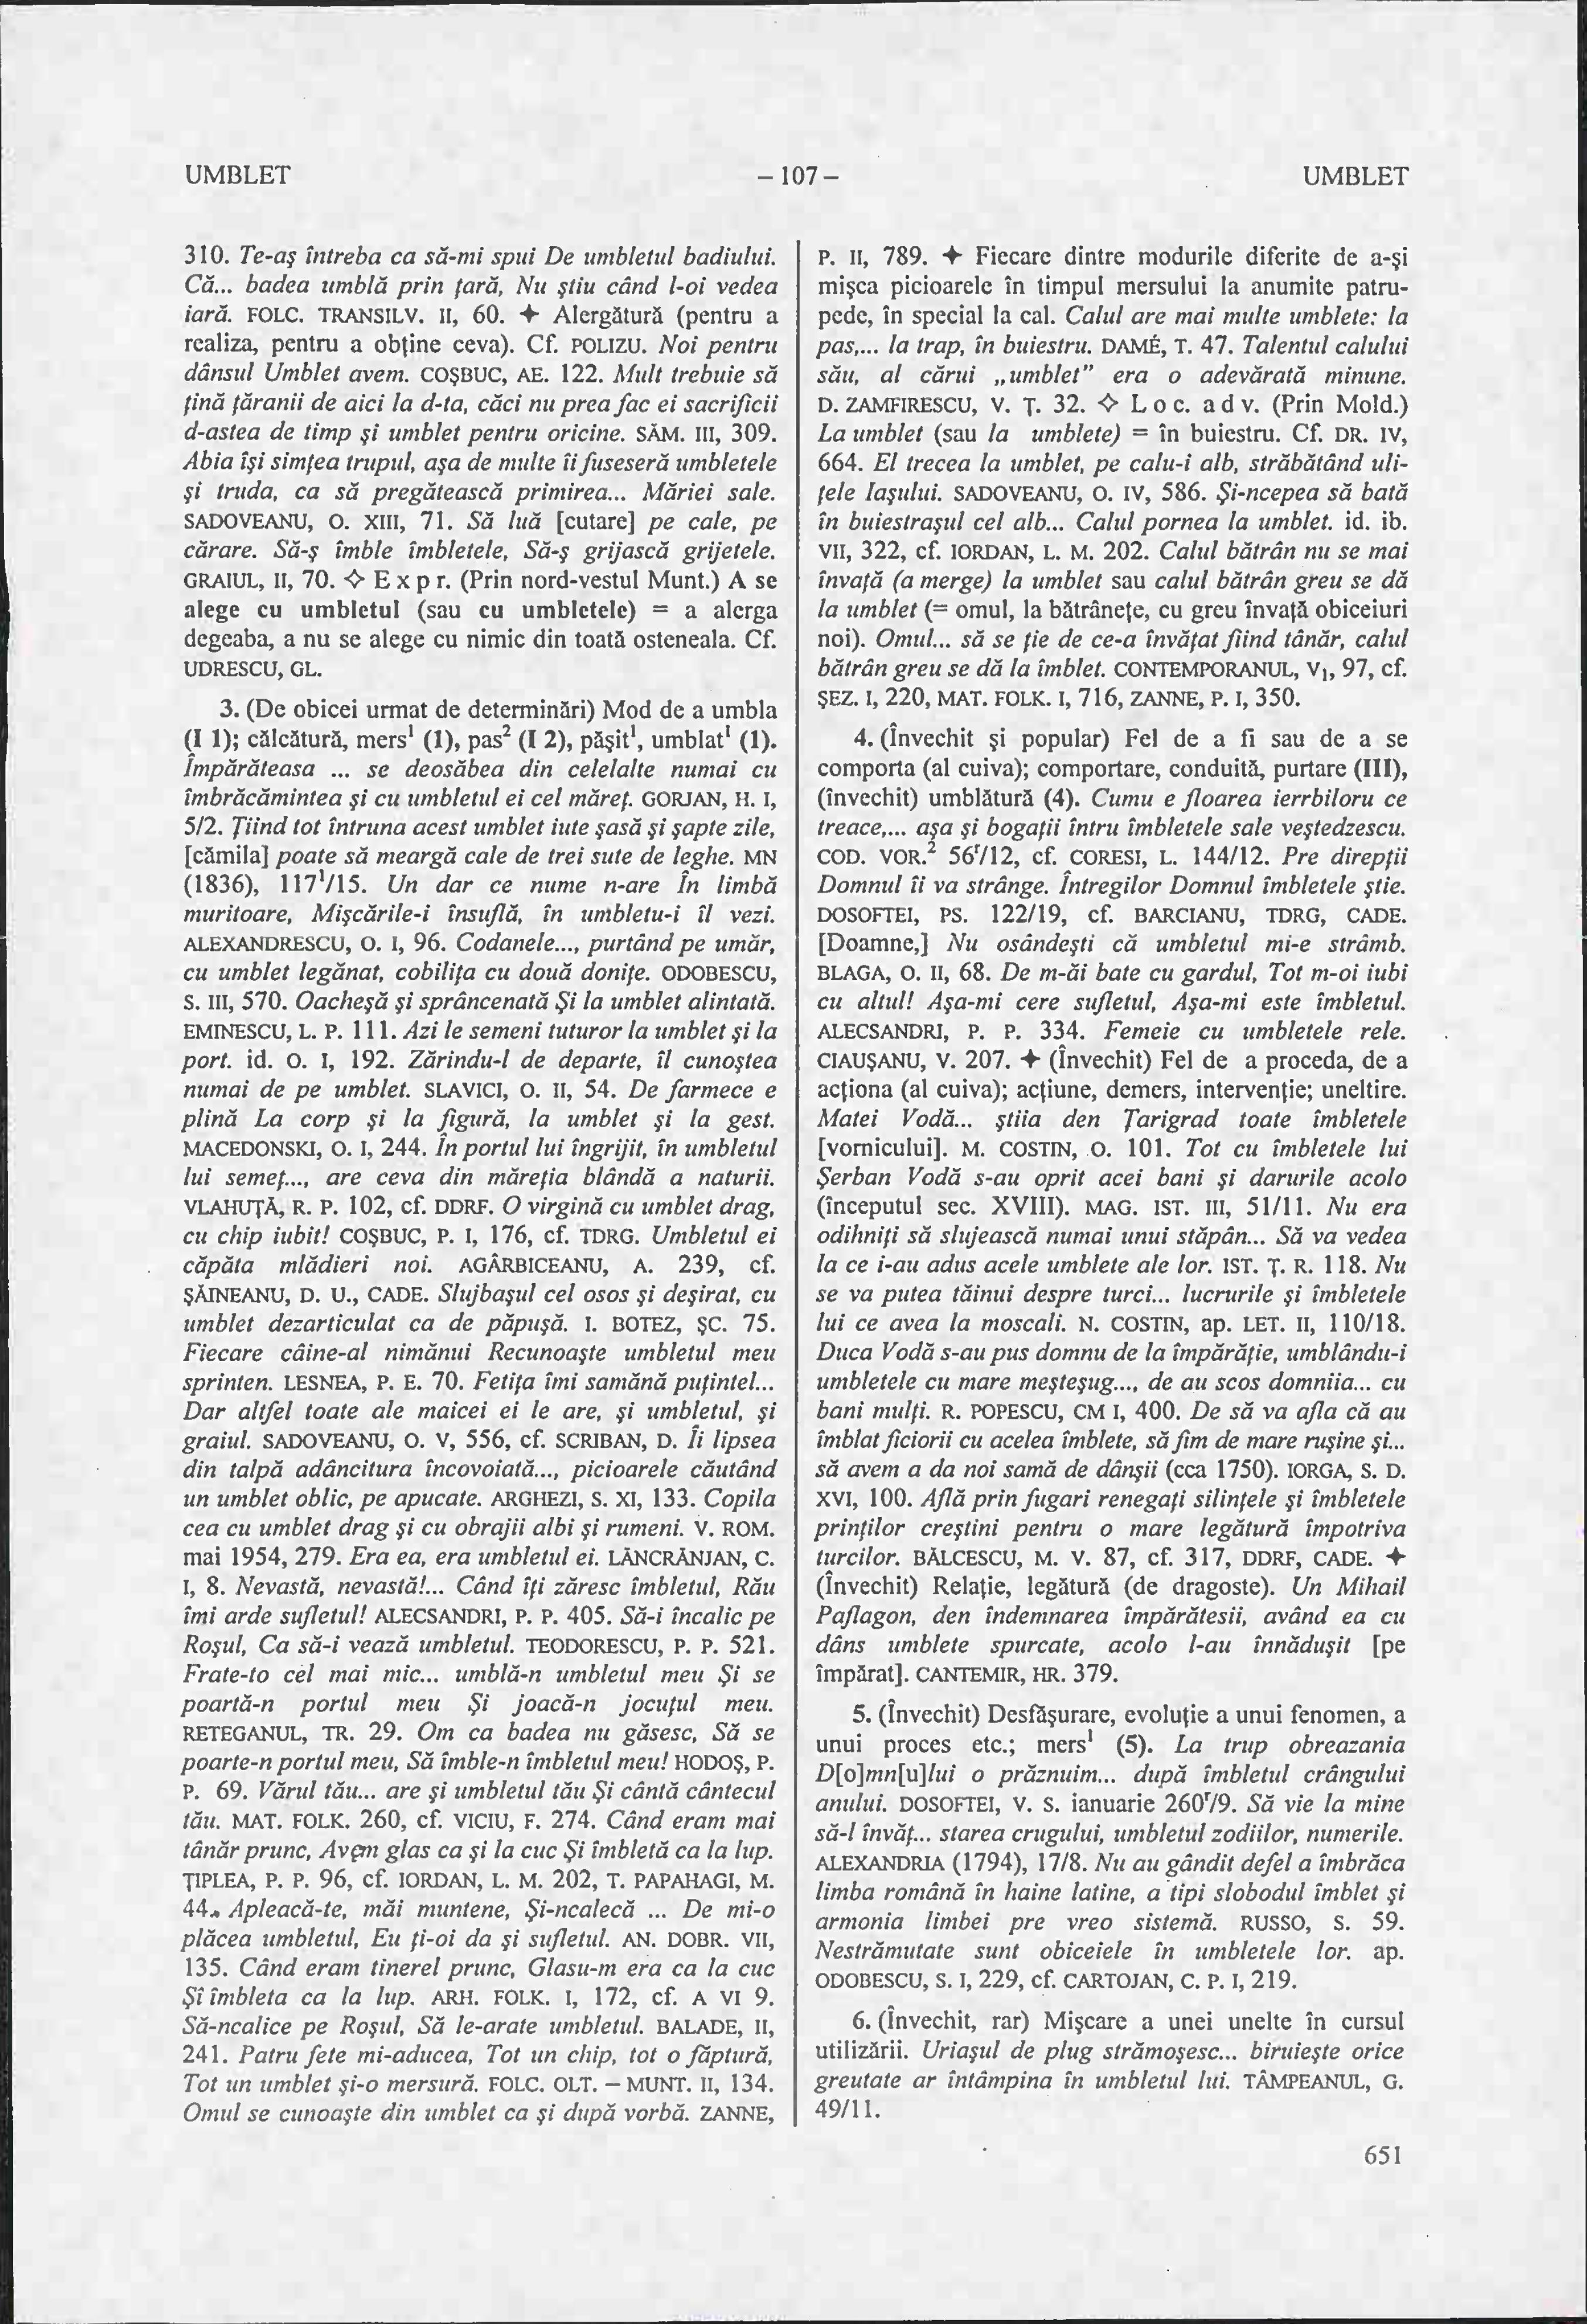 UMBLET
– 107 –
UMBLET
310. Te-aş întreba ca să-mi spui De umbletul badiului.
Că... badea umblă prin ţară, Nu ştiu când l-oi vedea
iară. FOLC. TRANSILV. II, 60. ✦ Alergătură (pentru a
realiza, pentru a obţine ceva). Cf. POLIZU. Noi pentru
dânsul Umblet avem. COŞBUC, AE. 122. Mult trebuie să
ţină ţăranii de aici la d-ta, căci nu prea fac ei sacrificii
d-astea de timp şi umblet pentru oricine. SĂM. III, 309.
Abia îşi simţea trupul, aşa de multe îi fuseseră umbletele
şi truda, ca să pregătească primirea... Măriei sale.
SADOVEANU, O. XIII, 71. Să luă [cutare] pe cale, pe
cărare. Să-ş îmble îmbletele, Să-ş grijască grijetele.
GRAIUL, II, 70. ✧ Expr. (Prin nord-vestul Munt.) A se
alege cu umbletul (sau cu umbletele) = a alerga
degeaba, a nu se alege cu nimic din toată osteneala. Cf.
UDRESCU, GL.
3. (De obicei urmat de determinări) Mod de a umbla
(I 1); călcătură, mers¹ (1), pas² (I 2), păşit¹, umblat¹ (1).
Împărăteasa ... se deosăbea din celelalte numai cu
îmbrăcămintea şi cu umbletul ei cel măreţ. GORJAN, H. I,
5/2. Ţiind tot întruna acest umblet iute şasă şi şapte zile,
[cămila] poate să meargă cale de trei sute de leghe. MN
(1836), 117¹/15. Un dar ce nume n-are În limbă
muritoare, Mişcările-i însuflă, în umbletu-i îl vezi.
ALEXANDRESCU, O. I, 96. Codanele..., purtând pe umăr,
cu umblet legănat, cobiliţa cu două doniţe. ODOBESCU,
S. III, 570. Oacheşă şi sprâncenată Şi la umblet alintată.
EMINESCU, L. P. 111. Azi le semeni tuturor la umblet şi la
port. id. O. I, 192. Zărindu-l de departe, îl cunoştea
numai de pe umblet. SLAVICI, O. II, 54. De farmece e
plină La corp şi la figură, la umblet şi la gest.
MACEDONSKI, O. I, 244. În portul lui îngrijit, în umbletul
lui semeţ..., are ceva din măreţia blândă a naturii.
VLAHUŢĂ, R. P. 102, cf. DDRF. O virgină cu umblet drag,
cu chip iubit! COŞBUC, P. I, 176, cf. TDRG. Umbletul ei
căpăta mlădieri noi. AGÂRBICEANU, A. 239, cf.
ŞĂINEANU, D. U., CADE. Slujbaşul cel osos şi deşirat, cu
umblet dezarticulat ca de păpuşă. I. BOTEZ, ŞC. 75.
Fiecare câine-al nimănui Recunoaşte umbletul meu
sprinten. LESNEA, P. E. 70. Fetiţa îmi samănă puţintel...
Dar altfel toate ale maicei ei le are, şi umbletul, şi
graiul. SADOVEANU, O. V, 556, cf. SCRIBAN, D. Îi lipsea
din talpă adâncitura încovoiată..., picioarele căutând
un umblet oblic, pe apucate. ARGHEZI, S. XI, 133. Copila
cea cu umblet drag şi cu obrajii albi şi rumeni. V. ROM.
mai 1954, 279. Era ea, era umbletul ei. LĂNCRĂNJAN, C.
I, 8. Nevastă, nevastă!... Când îţi zăresc îmbletul, Rău
îmi arde sufletul! ALECSANDRI, P. P. 405. Să-i încalic pe
Roşul, Ca să-i vează umbletul. TEODORESCU, P. P. 521.
Frate-to cel mai mic... umblă-n umbletul meu Şi se
poartă-n portul meu Şi joacă-n jocuţul meu.
RETEGANUL, TR. 29. Om ca badea nu găsesc, Să se
poarte-n portul meu, Să îmble-n îmbletul meu! HODOŞ, P.
P. 69. Vărul tău... are şi umbletul tău Şi cântă cântecul
tău. MAT. FOLK. 260, cf. VICIU, F. 274. Când eram mai
tânăr prunc, Avęm glas ca şi la cuc Şi îmbletă ca la lup.
ŢIPLEA, P. P. 96, cf. IORDAN, L. M. 202, T. PAPAHAGI, M.
44. Apleacă-te, măi muntene, Şi-ncalecă ... De mi-o
plăcea umbletul, Eu ţi-oi da şi sufletul. AN. DOBR. VII,
135. Când eram tinerel prunc, Glasu-m era ca la cuc
Şî îmbleta ca la lup. ARH. FOLK. I, 172, cf. A VI 9.
Să-ncalice pe Roşul, Să le-arate umbletul. BALADE, II,
241. Patru fete mi-aducea, Tot un chip, tot o făptură,
Tot un umblet şi-o mersură. FOLC. OLT. – MUNT. II, 134.
Omul se cunoaşte din umblet ca şi după vorbă. ZANNE,
P. II, 789. ✦ Fiecare dintre modurile diferite de a-şi
mişca picioarele în timpul mersului la anumite patru-
pede, în special la cal. Calul are mai multe umblete: la
pas,... la trap, în buiestru. DAMÉ, T. 47. Talentul calului
său, al cărui „umblet” era o adevărată minune.
D. ZAMFIRESCU, V. Ţ. 32. ✧ Loc. adv. (Prin Mold.)
La umblet (sau la umblete) = în buiestru. Cf. DR. IV,
664. El trecea la umblet, pe calu-i alb, străbătând uli-
ţele Iaşului. SADOVEANU, O. IV, 586. Şi-ncepea să bată
în buiestraşul cel alb... Calul pornea la umblet. id. ib.
VII, 322, cf. IORDAN, L. M. 202. Calul bătrân nu se mai
învaţă (a merge) la umblet sau calul bătrân greu se dă
la umblet (= omul, la bătrâneţe, cu greu învaţă obiceiuri
noi). Omul... să se ţie de ce-a învăţat fiind tânăr, calul
bătrân greu se dă la îmblet. CONTEMPORANUL, V₁, 97, cf.
ŞEZ. I, 220, MAT. FOLK. I, 716, ZANNE, P. I, 350.
4. (Învechit şi popular) Fel de a fi sau de a se
comporta (al cuiva); comportare, conduită, purtare (III),
(învechit) umblătură (4). Cumu e floarea ierrbiloru ce
treace,... aşa şi bogaţii întru îmbletele sale veştedzescu.
COD. VOR.² 56ʳ/12, cf. CORESI, L. 144/12. Pre direpţii
Domnul îi va strânge. Întregilor Domnul îmbletele ştie.
DOSOFTEI, PS. 122/19, cf. BARCIANU, TDRG, CADE.
[Doamne,] Nu osândeşti că umbletul mi-e strâmb.
BLAGA, O. II, 68. De m-ăi bate cu gardul, Tot m-oi iubi
cu altul! Aşa-mi cere sufletul, Aşa-mi este îmbletul.
ALECSANDRI, P. P. 334. Femeie cu umbletele rele.
CIAUŞANU, V. 207. ✦ (Învechit) Fel de a proceda, de a
acţiona (al cuiva); acţiune, demers, intervenţie; uneltire.
Matei Vodă... ştiia den Ţarigrad toate îmbletele
[vornicului]. M. COSTIN, O. 101. Tot cu îmbletele lui
Şerban Vodă s-au oprit acei bani şi darurile acolo
(începutul sec. XVIII). MAG. IST. III, 51/11. Nu era
odihniţi să slujească numai unui stăpân... Să va vedea
la ce i-au adus acele umblete ale lor. IST. Ţ. R. 118. Nu
se va putea tăinui despre turci... lucrurile şi îmbletele
lui ce avea la moscali. N. COSTIN, ap. LET. II, 110/18.
Duca Vodă s-au pus domnu de la împărăţie, umblându-i
umbletele cu mare meşteşug..., de au scos domniia... cu
bani mulţi. R. POPESCU, CM I, 400. De să va afla că au
îmblat ficiorii cu acelea îmblete, să fim de mare ruşine şi...
să avem a da noi samă de dânşii (cca 1750). IORGA, S. D.
XVI, 100. Află prin fugari renegaţi silinţele şi îmbletele
prinţilor creştini pentru o mare legătură împotriva
turcilor. BĂLCESCU, M. V. 87, cf. 317, DDRF, CADE. ✦
(Învechit) Relaţie, legătură (de dragoste). Un Mihail
Paflagon, den îndemnarea împărătesii, având ea cu
dâns umblete spurcate, acolo l-au înnăduşit [pe
împărat]. CANTEMIR, HR. 379.
5. (Învechit) Desfăşurare, evoluţie a unui fenomen, a
unui proces etc.; mers¹ (5). La trup obreazania
D[o]mn[u]lui o prăznuim... după îmbletul crângului
anului. DOSOFTEI, V. S. ianuarie 260ʳ/9. Să vie la mine
să-l învăţ... starea crugului, umbletul zodiilor, numerile.
ALEXANDRIA (1794), 17/8. Nu au gândit defel a îmbrăca
limba română în haine latine, a tipi slobodul îmblet şi
armonia limbei pre vreo sistemă. RUSSO, S. 59.
Nestrămutate sunt obiceiele în umbletele lor. ap.
ODOBESCU, S. I, 229, cf. CARTOJAN, C. P. I, 219.
6. (Învechit, rar) Mişcare a unei unelte în cursul
utilizării. Uriaşul de plug strămoşesc... biruieşte orice
greutate ar întâmpina în umbletul lui. TÂMPEANUL, G.
49/11.
651